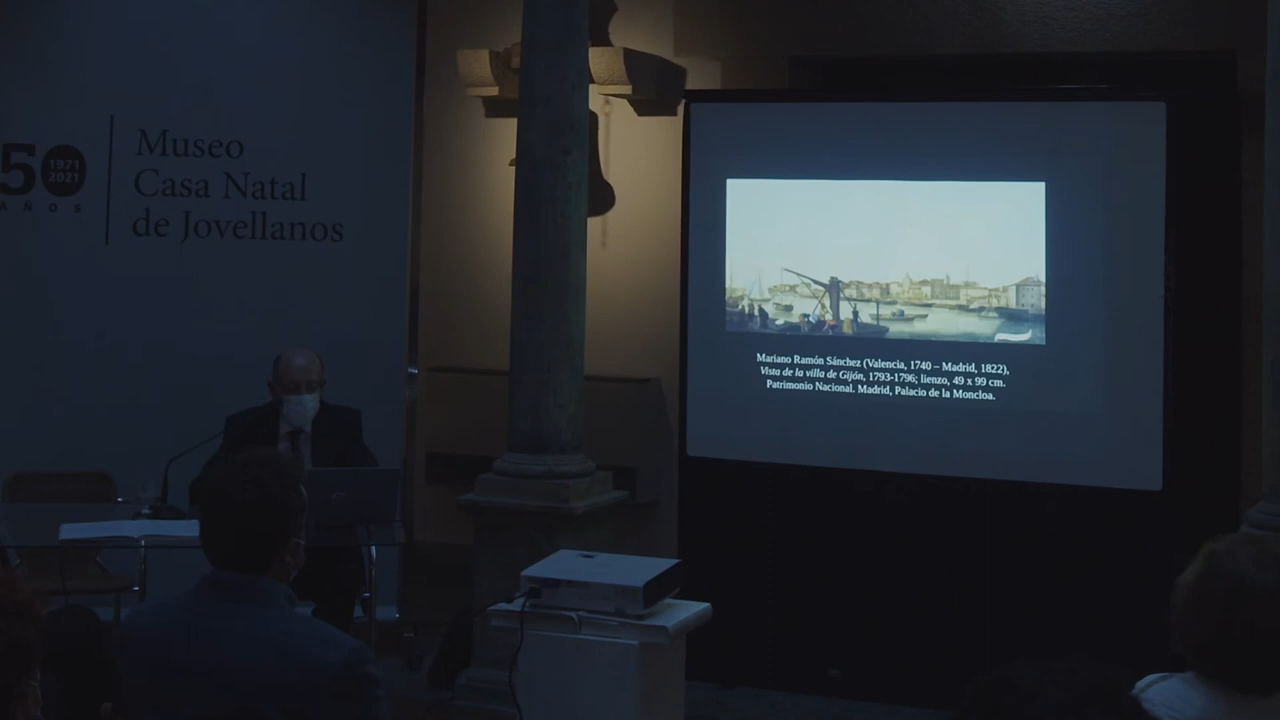 50
1971
2021
AÑOS
Museo
Casa Natal
de Jovellanos
Mariano Ramón Sánchez (Valencia, 1740 – Madrid, 1822),
Vista de la villa de Gijón, 1793-1796; lienzo, 49 x 99 cm.
Patrimonio Nacional. Madrid, Palacio de la Moncloa.